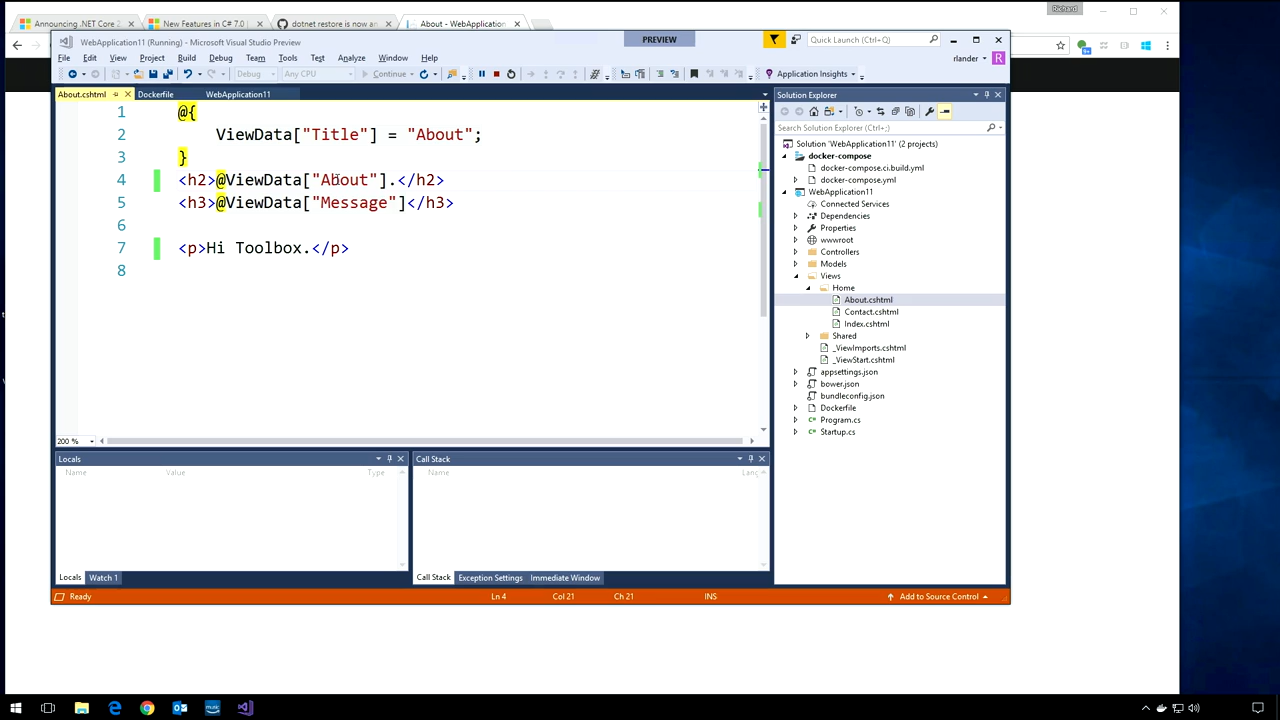 Announcing .NET Core 2
New Features in C# 7.0
dotnet restore is now an
About - WebApplication
Richard
WebApplication11 (Running) - Microsoft Visual Studio Preview
PREVIEW
Quick Launch (Ctrl+Q)
File Edit View Project Build Debug Team Tools Test Analyze Window Help
rlander
R
Debug Any CPU Continue Application Insights
About.cshtml Dockerfile WebApplication11
1 @{
2 ViewData["Title"] = "About";
3 }
4 <h2>@ViewData["About"].</h2>
5 <h3>@ViewData["Message"]</h3>
6
7 <p>Hi Toolbox.</p>
8
200 %
Solution Explorer
Search Solution Explorer (Ctrl+;)
Solution 'WebApplication11' (2 projects)
docker-compose
docker-compose.ci.build.yml
docker-compose.yml
WebApplication11
Connected Services
Dependencies
Properties
wwwroot
Controllers
Models
Views
Home
About.cshtml
Contact.cshtml
Index.cshtml
Shared
_ViewImports.cshtml
_ViewStart.cshtml
appsettings.json
bower.json
bundleconfig.json
Dockerfile
Program.cs
Startup.cs
Locals
Name Value Type
Locals Watch 1
Call Stack
Name Lang
Call Stack Exception Settings Immediate Window
Ready Ln 4 Col 21 Ch 21 INS Add to Source Control
music